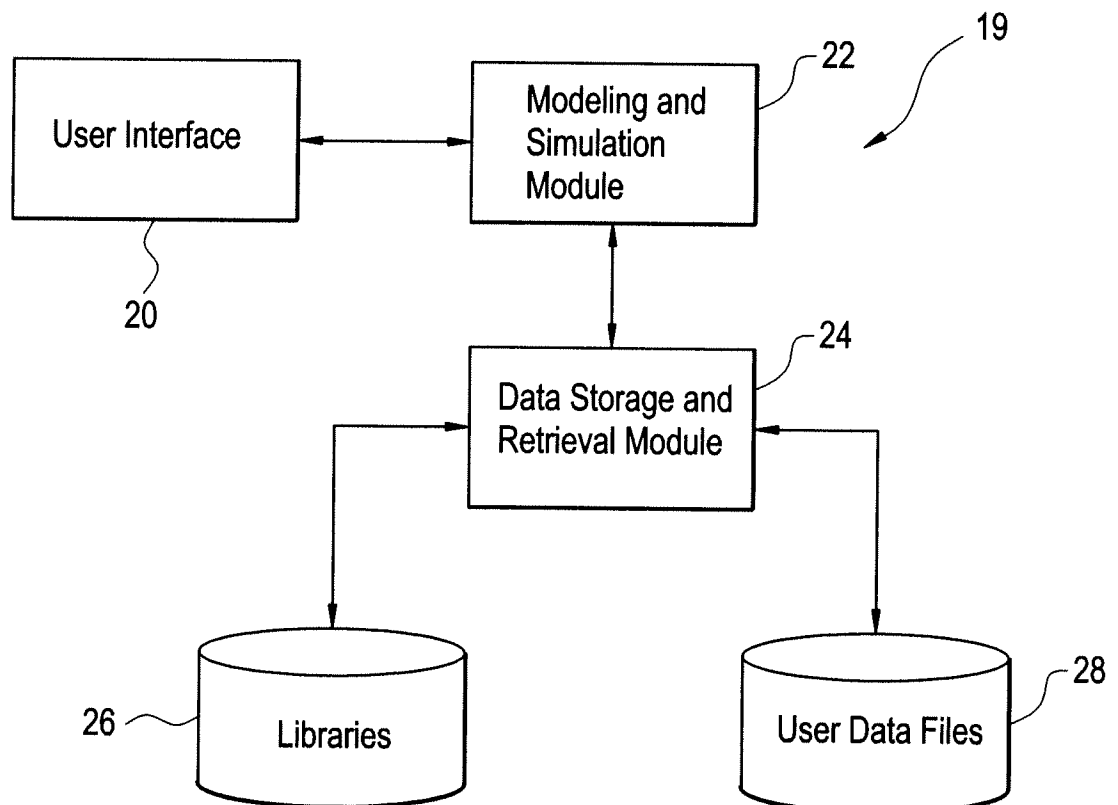 19
22
User Interface
Modeling and
Simulation
Module
20
24
Data Storage and
Retrieval Module
26
Libraries
User Data Files
28